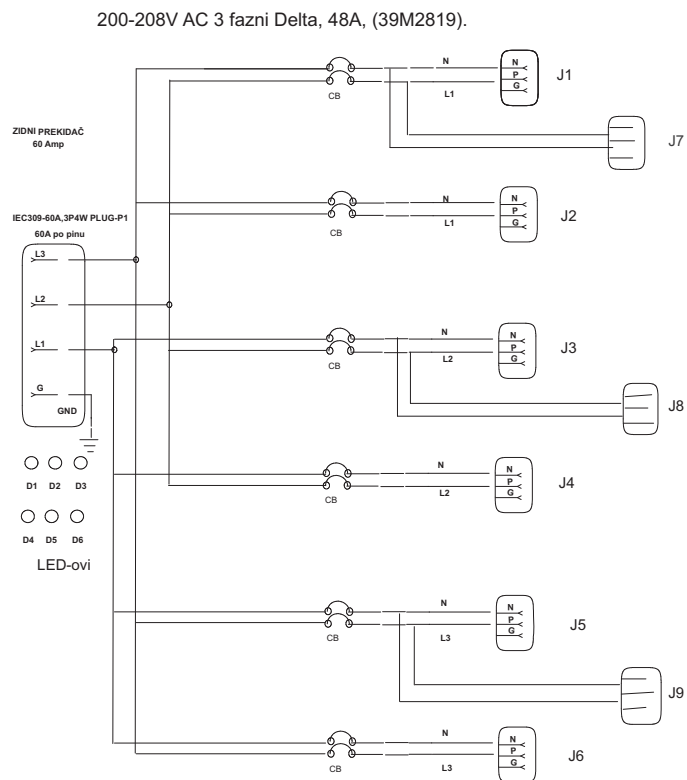 200-208V AC 3 fazni Delta, 48A, (39M2819).
N
N
P
G
J1
CB
L1
ZIDNI PREKIDAČ
60 Amp
J7
N
N
P
G
J2
CB
L1
IEC309-60A,3P4W PLUG-P1
60A po pinu
L3
L2
L1
G
GND
N
N
P
G
J3
CB
L2
J8
N
N
P
G
J4
CB
L2
D1 D2 D3
D4 D5 D6
LED-ovi
N
N
P
G
J5
CB
L3
J9
N
N
P
G
J6
CB
L3